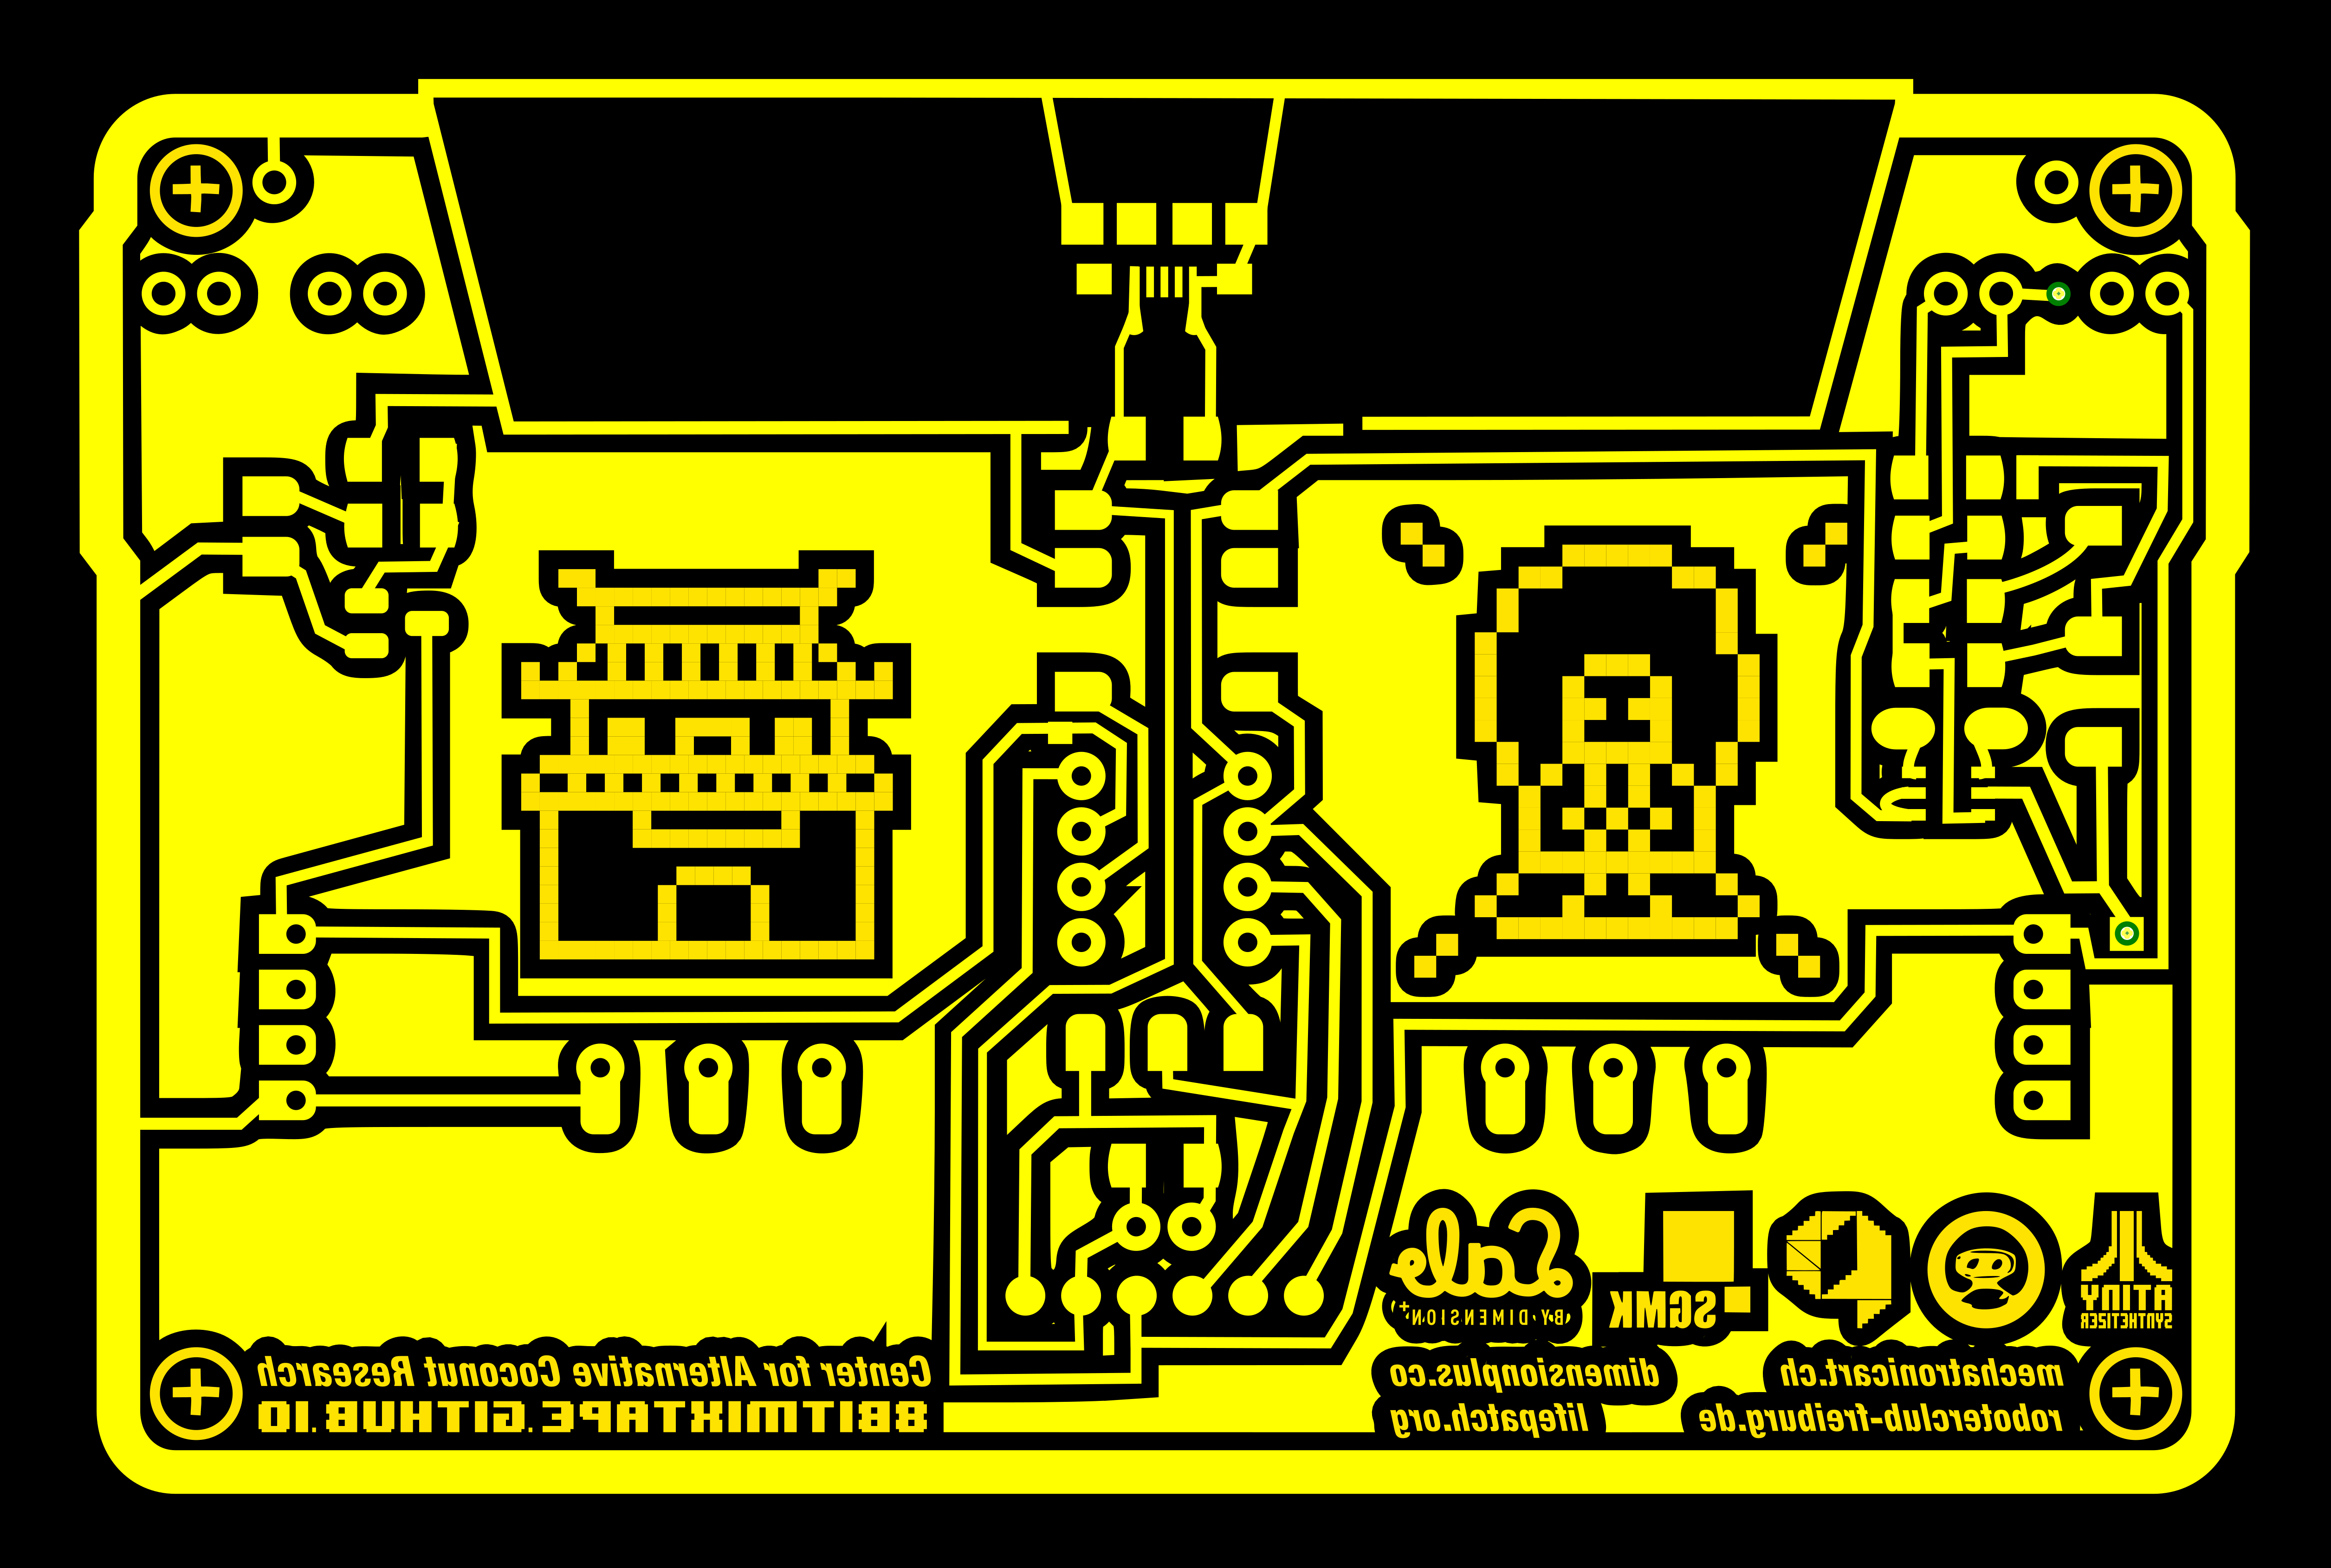 BY DIMENSION+
SGMK
ATINY
SYNTHETISER
Center for Alternative Coconut Research
8BITMIXTAPE.GITHUB.IO
dimensionplus.co
mechatronicart.ch
lifepatch.org
roboterclub-freiburg.de